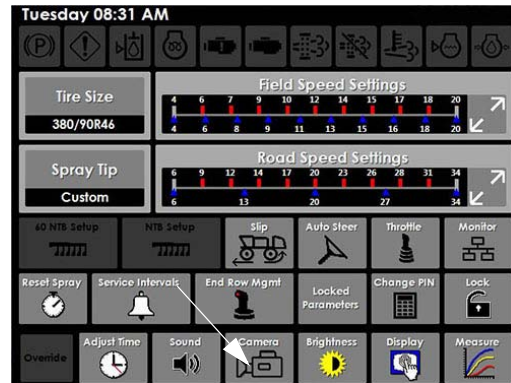 Tuesday 08:31 AM
(P)
Tire Size
380/90R46
Field Speed Settings
4 6 7 9 10 12 14 15 17 18 20
4 6 8 9 11 13 15 16 18 20
Spray Tip
Custom
Road Speed Settings
6 9 12 14 17 20 23 26 28 31 34
6 13 20 27 34
60 NTB Setup
NTB Setup
Slip
Auto Steer
Throttle
Monitor
Reset Spray
Service Intervals
End Row Mgmt
Locked
Parameters
Change PIN
Lock
Override
Adjust Time
Sound
Camera
Brightness
Display
Measure